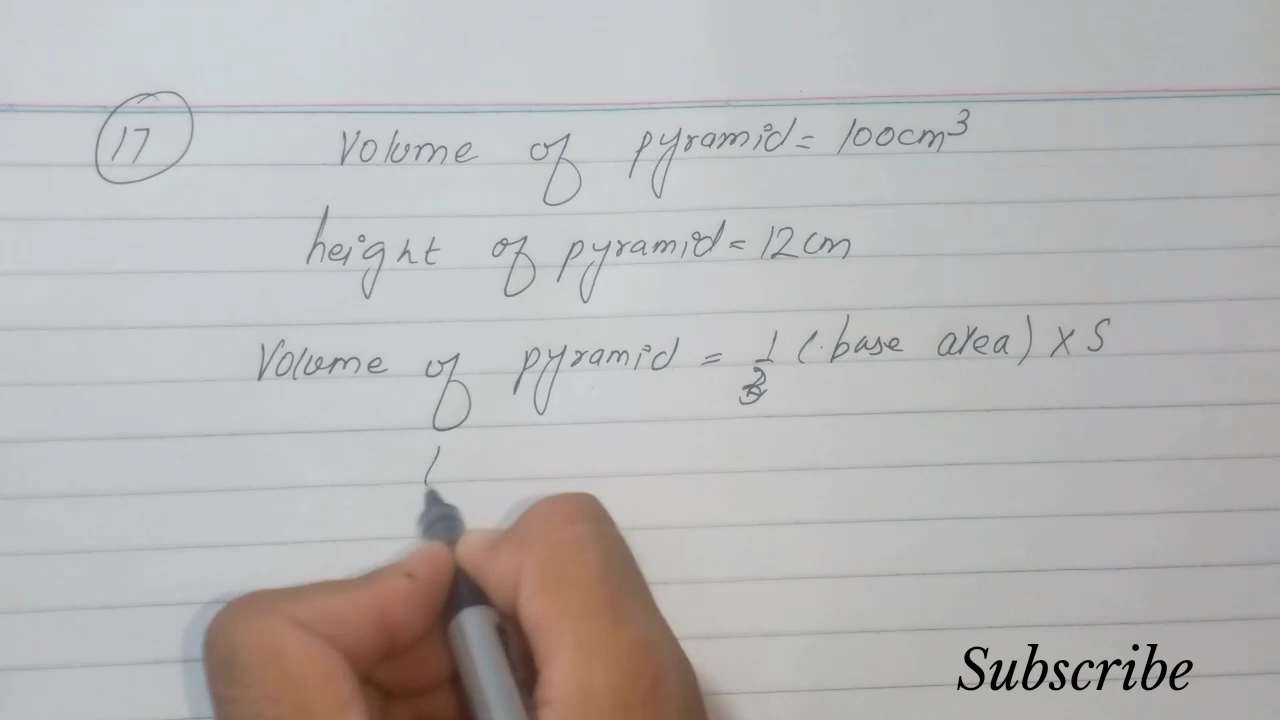 17 Volume of pyramid = 100cm³
height of pyramid = 12cm
Volume of pyramid = 1/3 (base area) x S
Subscribe